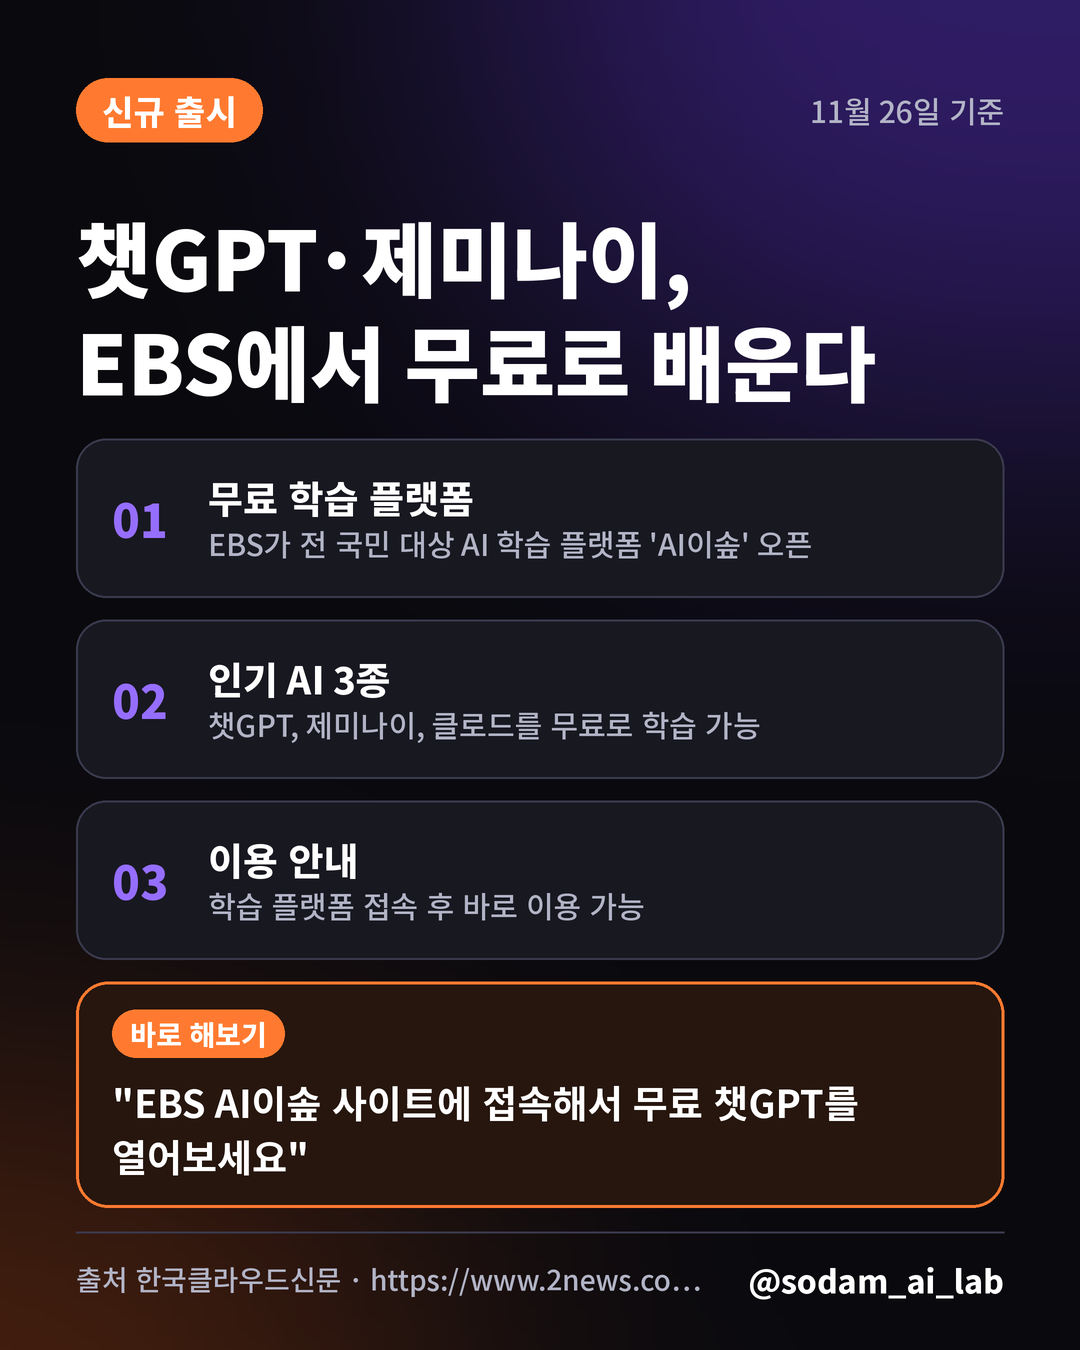 신규 출시
11월 26일 기준
챗GPT·제미나이,
EBS에서 무료로 배운다
01
무료 학습 플랫폼
EBS가 전 국민 대상 AI 학습 플랫폼 'AI이숲' 오픈
02
인기 AI 3종
챗GPT, 제미나이, 클로드를 무료로 학습 가능
03
이용 안내
학습 플랫폼 접속 후 바로 이용 가능
바로 해보기
"EBS AI이숲 사이트에 접속해서 무료 챗GPT를
열어보세요"
출처 한국클라우드신문 · https://www.2news.co…
@sodam_ai_lab